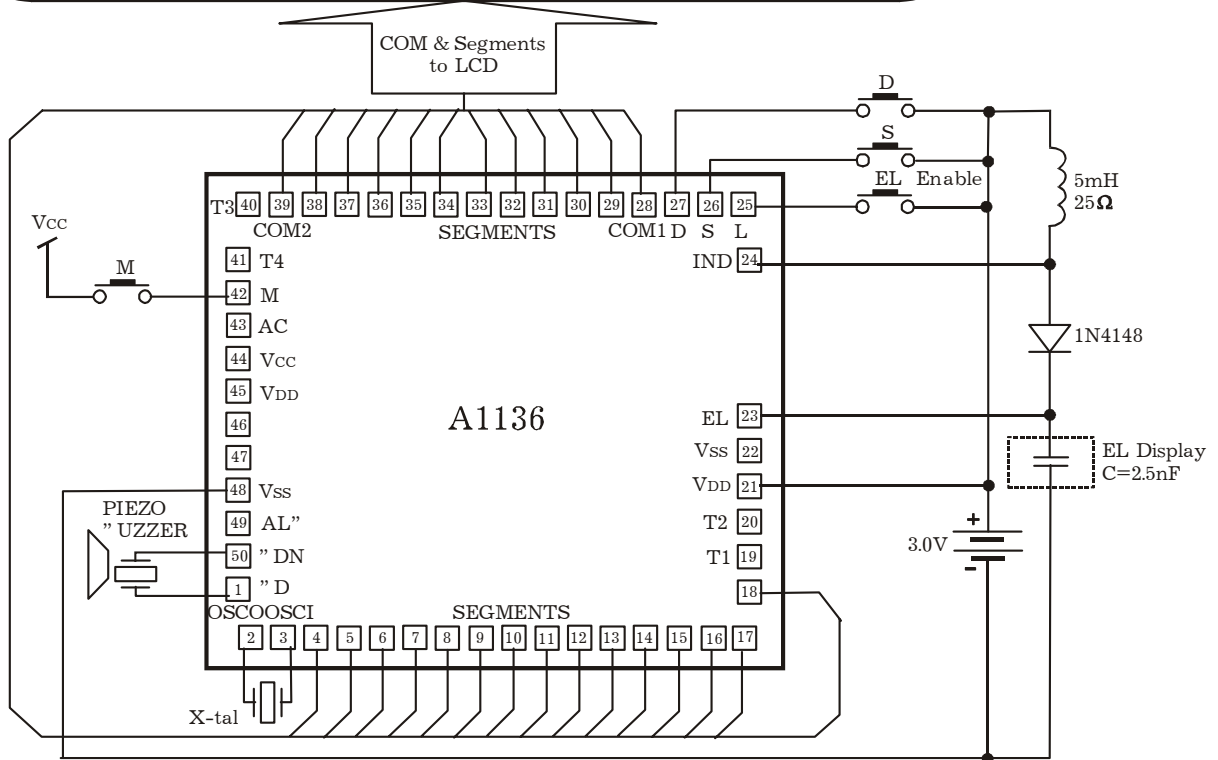 COM & Segments
to LCD
D
S
EL Enable
5mH
25Ω
T3 40 39 38 37 36 35 34 33 32 31 30 29 28 27 26 25
COM2 SEGMENTS COM1 D S L
Vcc
M
41 T4
42 M
43 AC
44 Vcc
45 VDD
46
47
48 Vss
49 AL"
50 "DN
1 "D
IND 24
1N4148
A1136
EL 23
Vss 22
VDD 21
T2 20
T1 19
18
EL Display
C=2.5nF
+
3.0V
-
PIEZO
"UZZER
OSCOOSCI SEGMENTS
2 3 4 5 6 7 8 9 10 11 12 13 14 15 16 17
X-tal